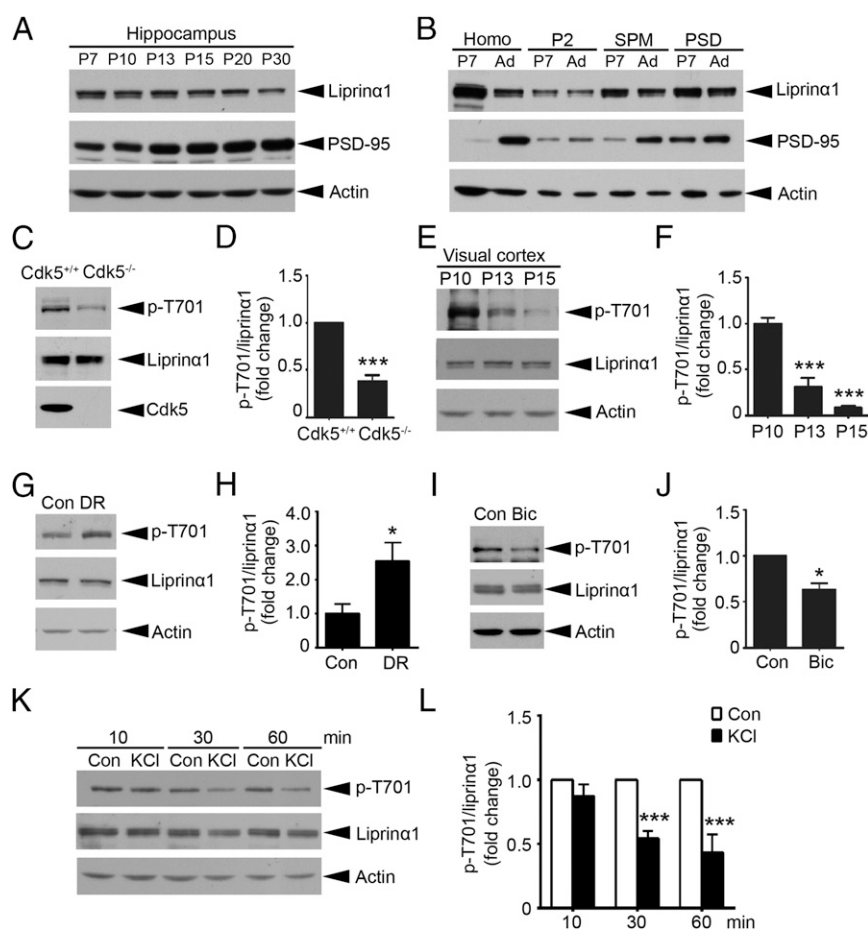 A
Hippocampus
P7 P10 P13 P15 P20 P30
Liprinα1
PSD-95
Actin
B
Homo P2 SPM PSD
P7 Ad P7 Ad P7 Ad P7 Ad
Liprinα1
PSD-95
Actin
C
Cdk5+/+ Cdk5-/-
p-T701
Liprinα1
Cdk5
D
p-T701/liprinα1
(fold change)
1.5
1.0
0.5
0
***
Cdk5+/+ Cdk5-/-
E
Visual cortex
P10 P13 P15
p-T701
Liprinα1
Actin
F
p-T701/liprinα1
(fold change)
1.5
1.0
0.5
0
***
***
P10 P13 P15
G
Con DR
p-T701
Liprinα1
Actin
H
p-T701/liprinα1
(fold change)
4.0
3.0
2.0
1.0
0
*
Con DR
I
Con Bic
p-T701
Liprinα1
Actin
J
p-T701/liprinα1
(fold change)
1.5
1.0
0.5
0
*
Con Bic
K
10 30 60 min
Con KCl Con KCl Con KCl
p-T701
Liprinα1
Actin
L
Con
KCl
p-T701/liprinα1
(fold change)
1.5
1.0
0.5
0
***
***
10 30 60 min